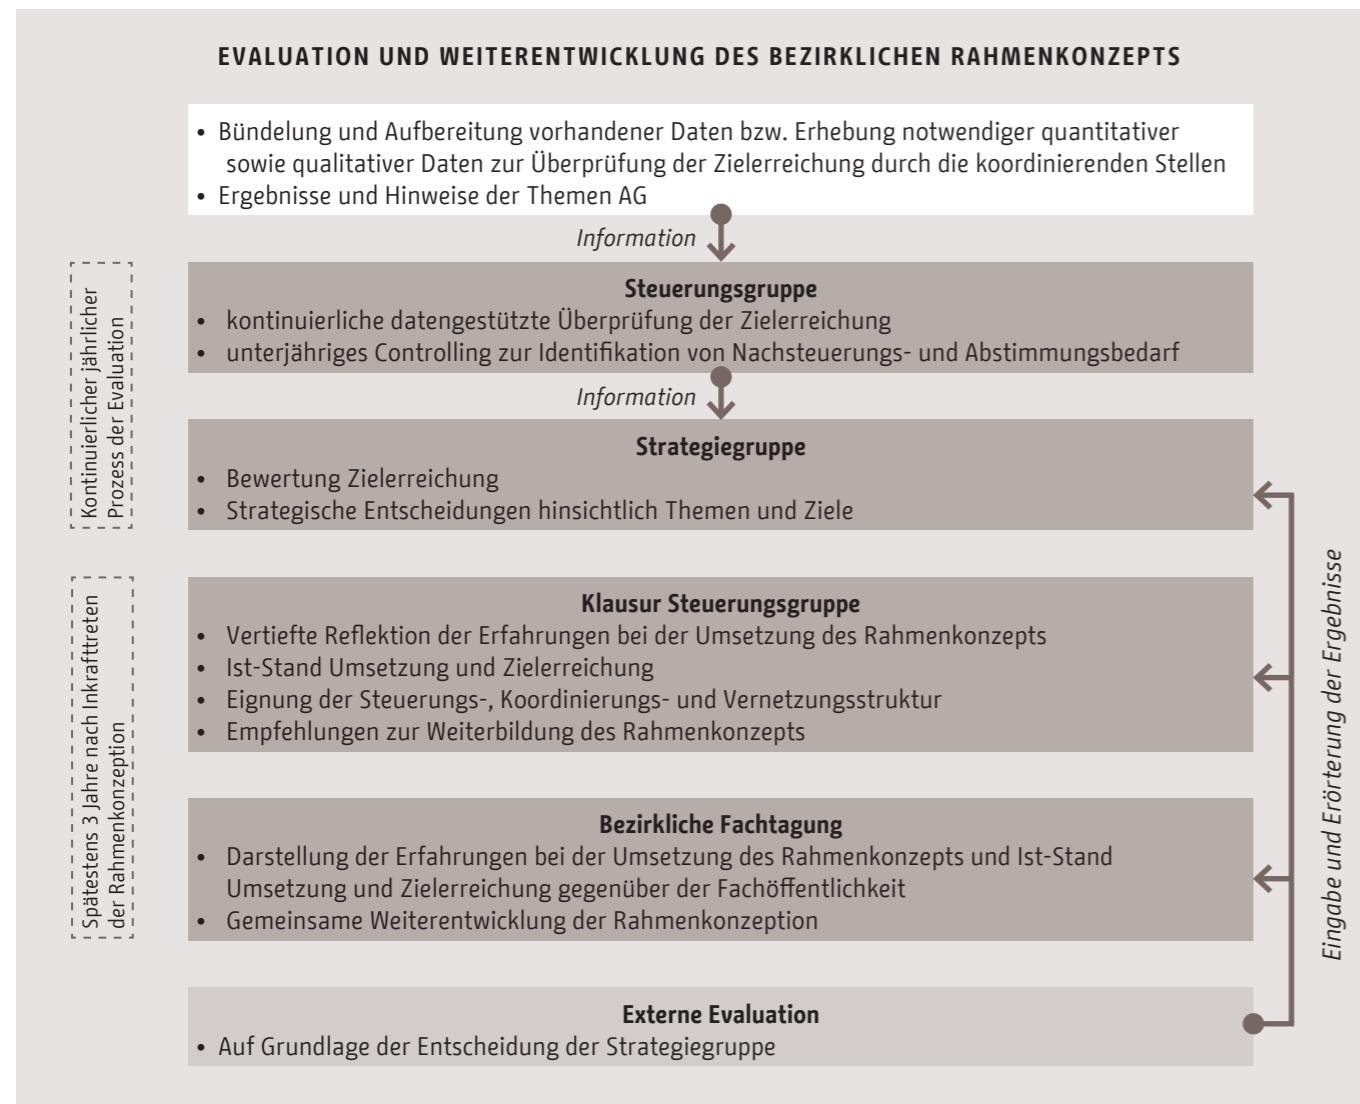 EVALUATION UND WEITERENTWICKLUNG DES BEZIRKLICHEN RAHMENKONZEPTS
• Bündelung und Aufbereitung vorhandener Daten bzw. Erhebung notwendiger quantitativer
sowie qualitativer Daten zur Überprüfung der Zielerreichung durch die koordinierenden Stellen
• Ergebnisse und Hinweise der Themen AG
Information
Kontinuierlicher jährlicher
Prozess der Evaluation
Steuerungsgruppe
• kontinuierliche datengestützte Überprüfung der Zielerreichung
• unterjähriges Controlling zur Identifikation von Nachsteuerungs- und Abstimmungsbedarf
Information
Strategiegruppe
• Bewertung Zielerreichung
• Strategische Entscheidungen hinsichtlich Themen und Ziele
Spätestens 3 Jahre nach Inkrafttreten
der Rahmenkonzeption
Klausur Steuerungsgruppe
• Vertiefte Reflektion der Erfahrungen bei der Umsetzung des Rahmenkonzepts
• Ist-Stand Umsetzung und Zielerreichung
• Eignung der Steuerungs-, Koordinierungs- und Vernetzungsstruktur
• Empfehlungen zur Weiterbildung des Rahmenkonzepts
Bezirkliche Fachtagung
• Darstellung der Erfahrungen bei der Umsetzung des Rahmenkonzepts und Ist-Stand
Umsetzung und Zielerreichung gegenüber der Fachöffentlichkeit
• Gemeinsame Weiterentwicklung der Rahmenkonzeption
Externe Evaluation
• Auf Grundlage der Entscheidung der Strategiegruppe
Eingabe und Erörterung der Ergebnisse